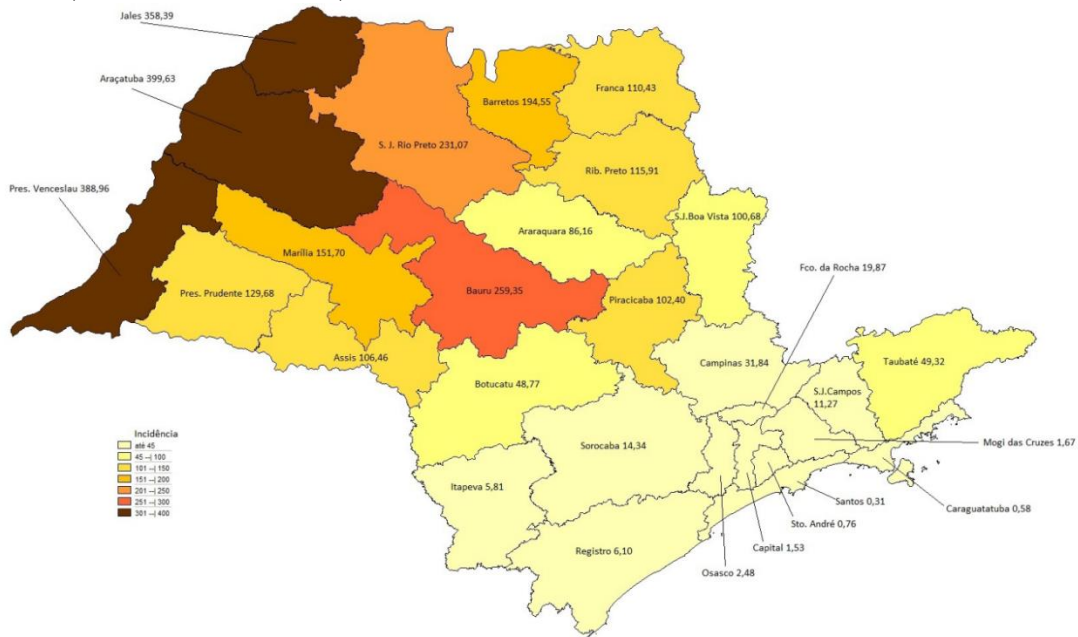 Jales 358,39
Araçatuba 399,63
Barretos 194,55
Franca 110,43
S. J. Rio Preto 231,07
Rib. Preto 115,91
Pres. Venceslau 388,96
S.J.Boa Vista 100,68
Araraquara 86,16
Marília 151,70
Fco. da Rocha 19,87
Bauru 259,35
Pres. Prudente 129,68
Piracicaba 102,40
Assis 106,46
Campinas 31,84
Taubaté 49,32
Botucatu 48,77
S.J.Campos
11,27
Incidência
até 45
45 --| 100
101 --| 150
151 --| 200
201 --| 250
251 --| 300
301 --| 400
Sorocaba 14,34
Mogi das Cruzes 1,67
Itapeva 5,81
Santos 0,31
Caraguatatuba 0,58
Sto. André 0,76
Registro 6,10
Capital 1,53
Osasco 2,48